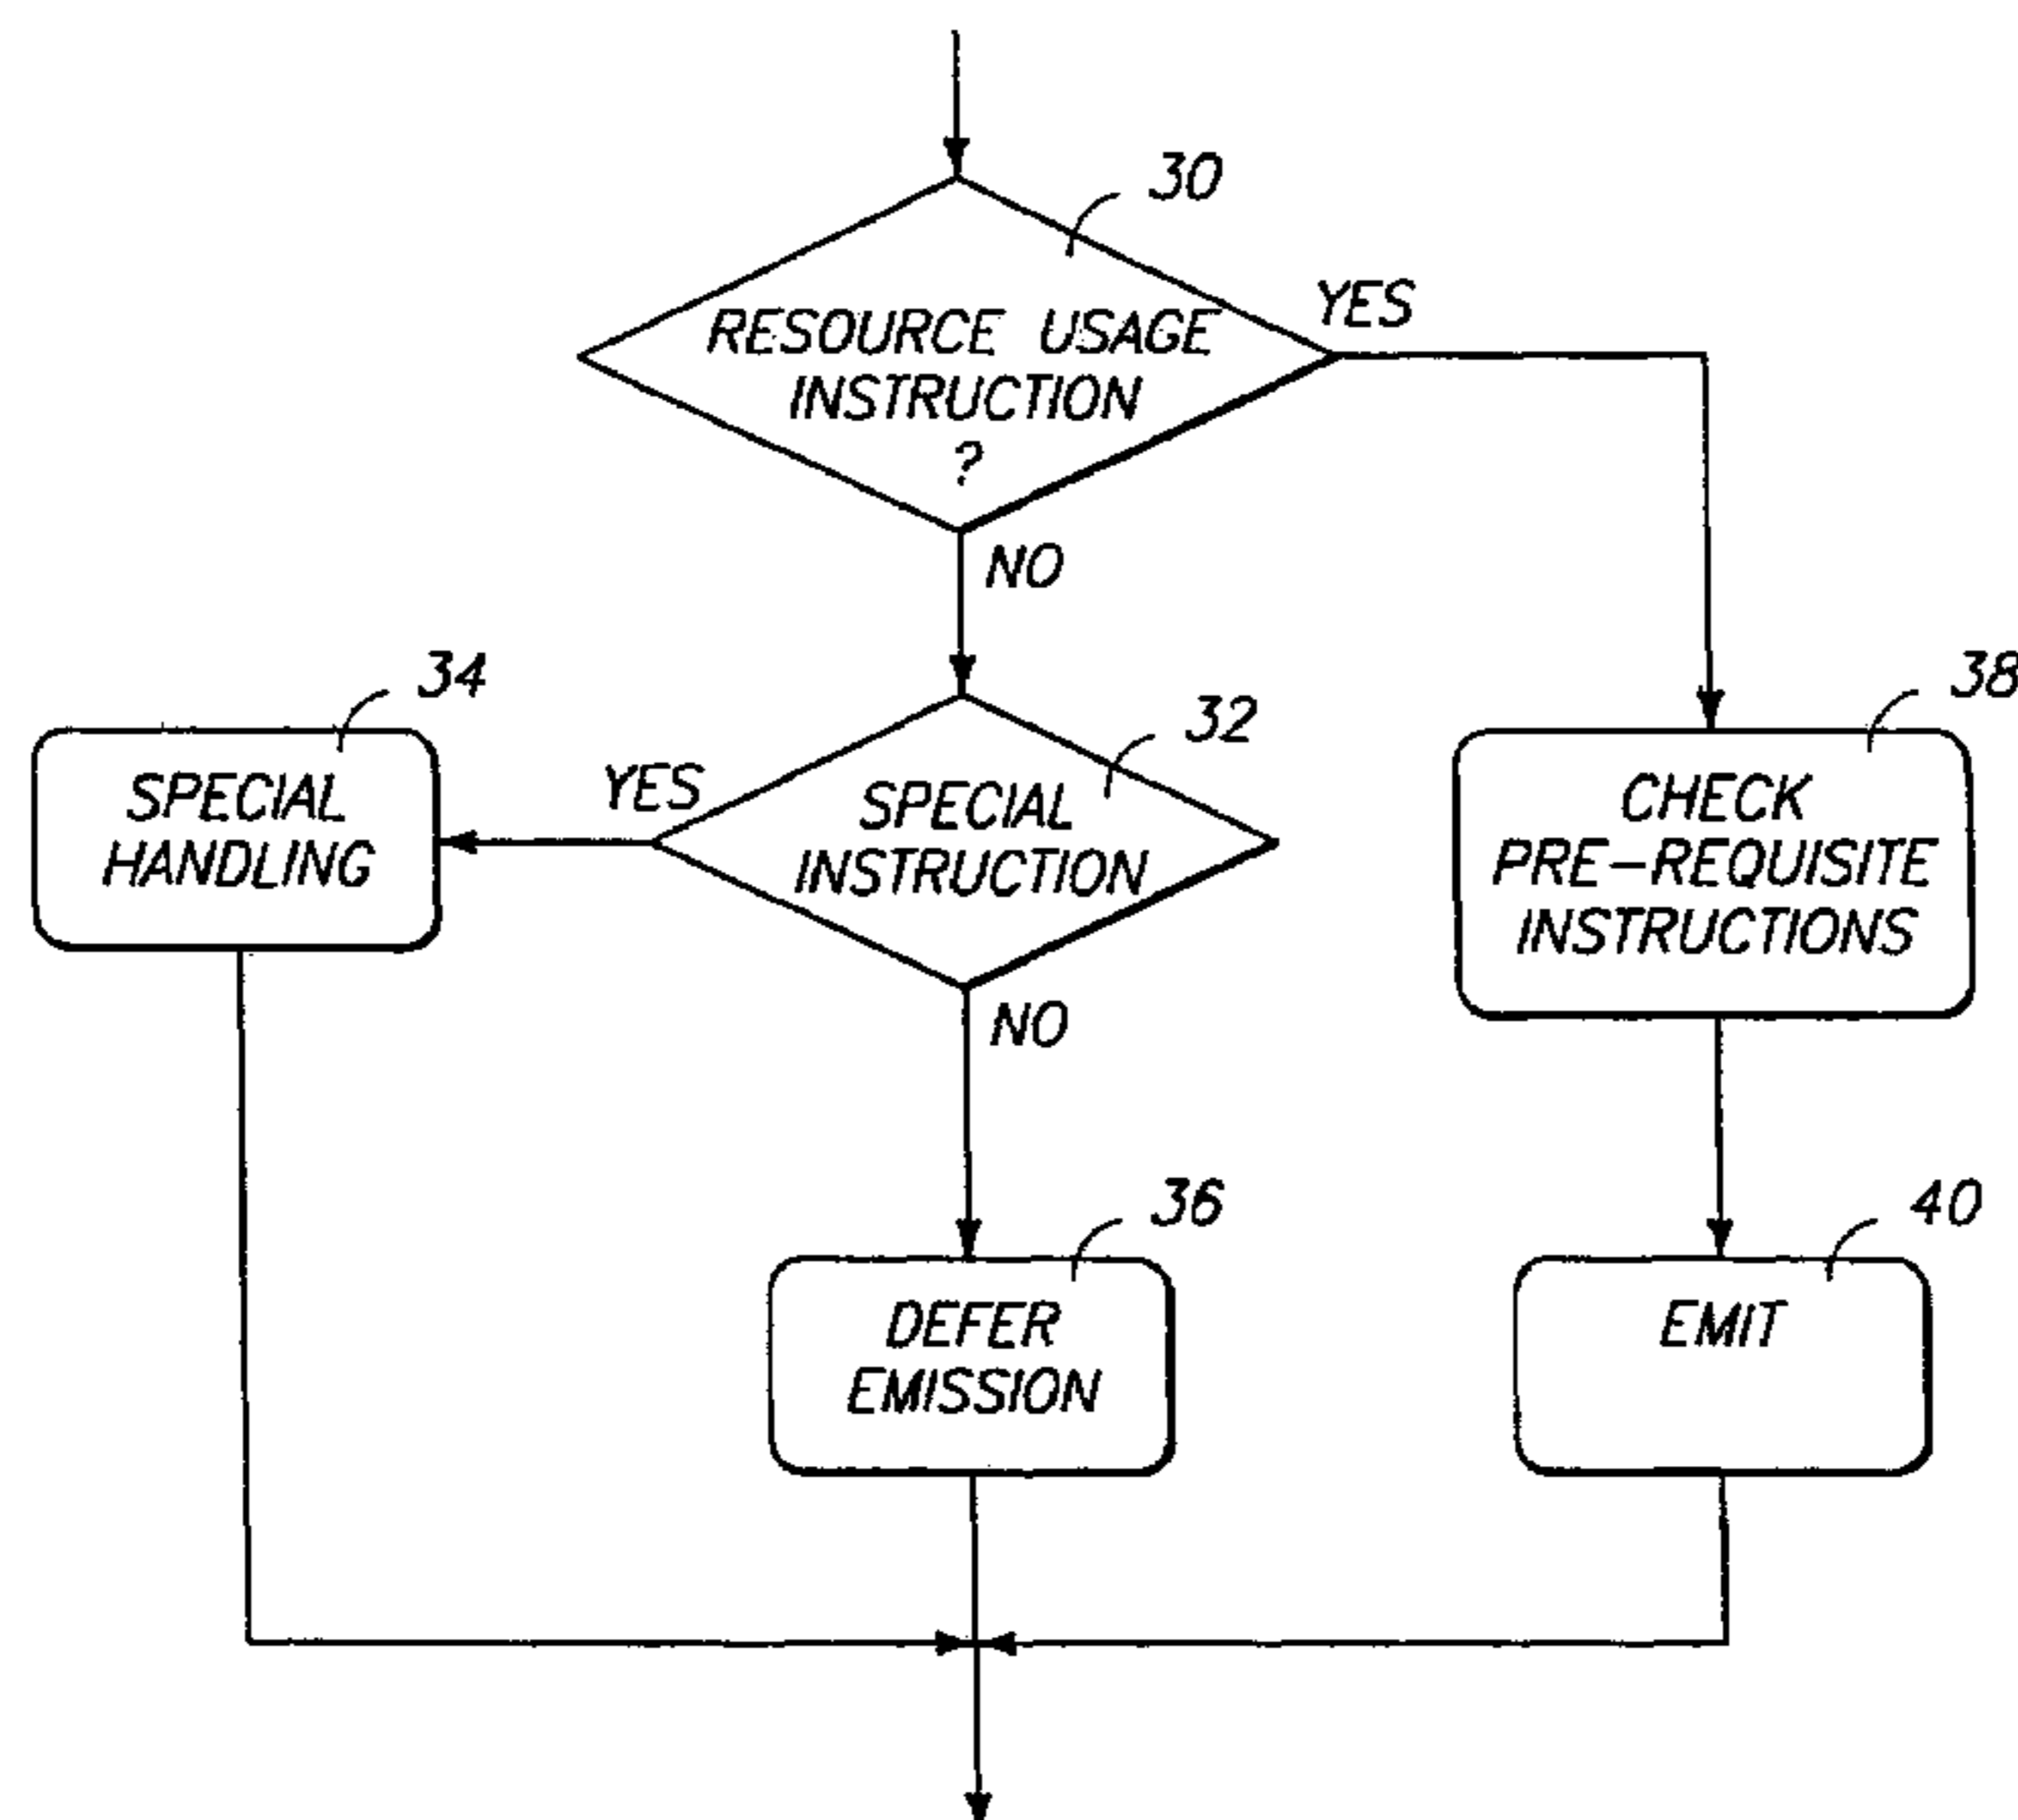 30
RESOURCE USAGE
INSTRUCTION
?
YES
NO
34
SPECIAL
HANDLING
YES
32
SPECIAL
INSTRUCTION
NO
38
CHECK
PRE-REQUISITE
INSTRUCTIONS
36
DEFER
EMISSION
40
EMIT